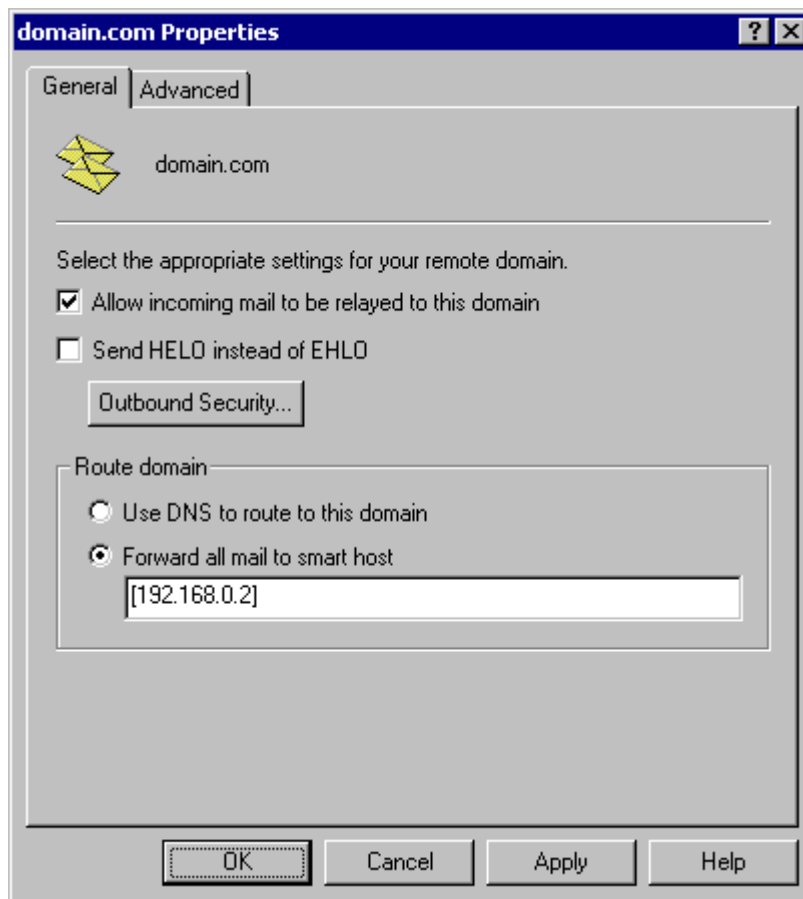 domain.com Properties
General Advanced
domain.com
Select the appropriate settings for your remote domain.
Allow incoming mail to be relayed to this domain
Send HELO instead of EHLO
Outbound Security...
Route domain
Use DNS to route to this domain
Forward all mail to smart host
[192.168.0.2]
OK Cancel Apply Help